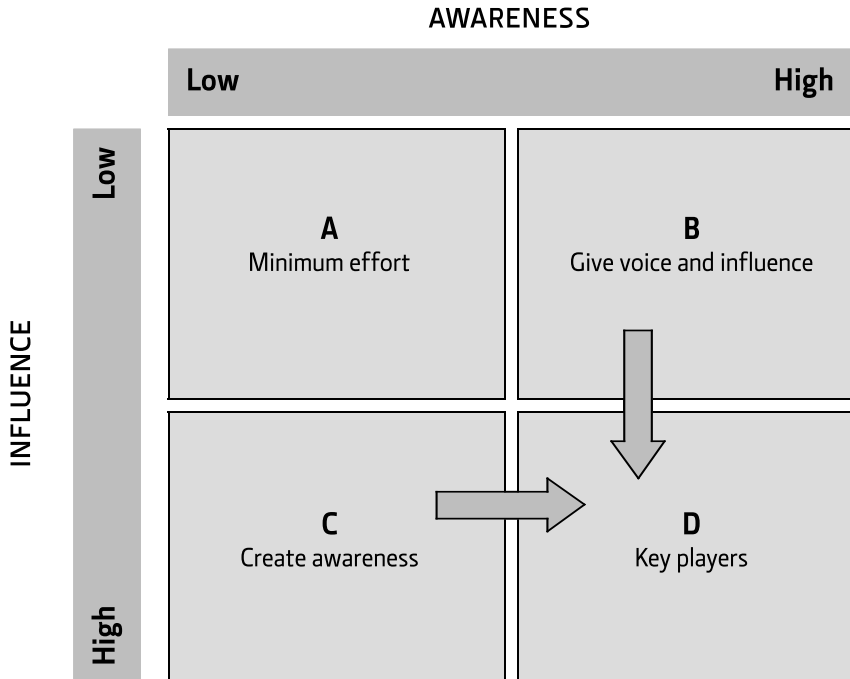 AWARENESS
Low
High
INFLUENCE
Low
High
A
Minimum effort
B
Give voice and influence
C
Create awareness
D
Key players